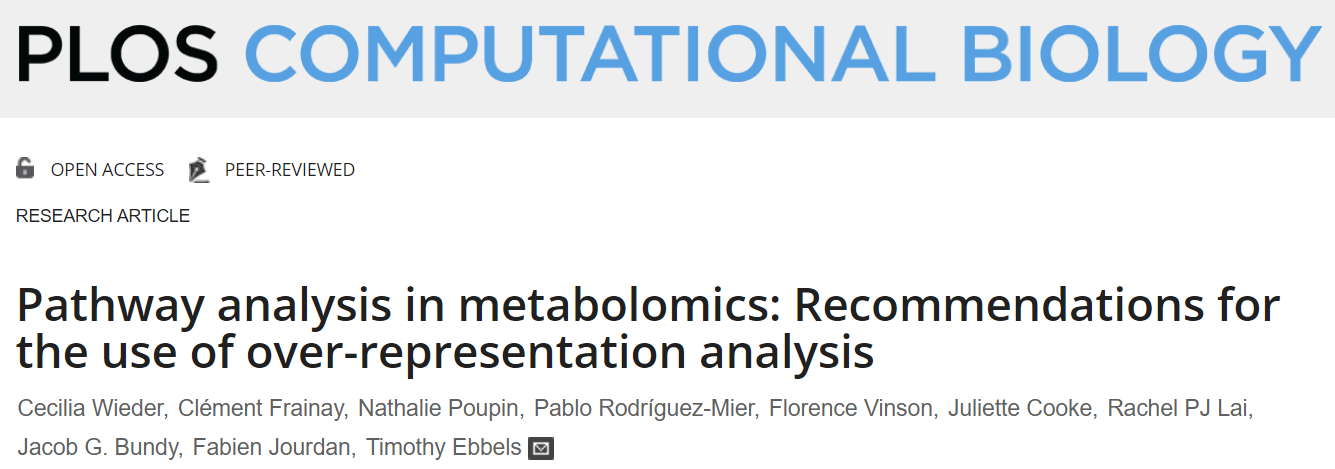 PLOS COMPUTATIONAL BIOLOGY
OPEN ACCESS PEER-REVIEWED
RESEARCH ARTICLE
Pathway analysis in metabolomics: Recommendations for
the use of over-representation analysis
Cecilia Wieder, Clément Frainay, Nathalie Poupin, Pablo Rodríguez-Mier, Florence Vinson, Juliette Cooke, Rachel PJ Lai,
Jacob G. Bundy, Fabien Jourdan, Timothy Ebbels